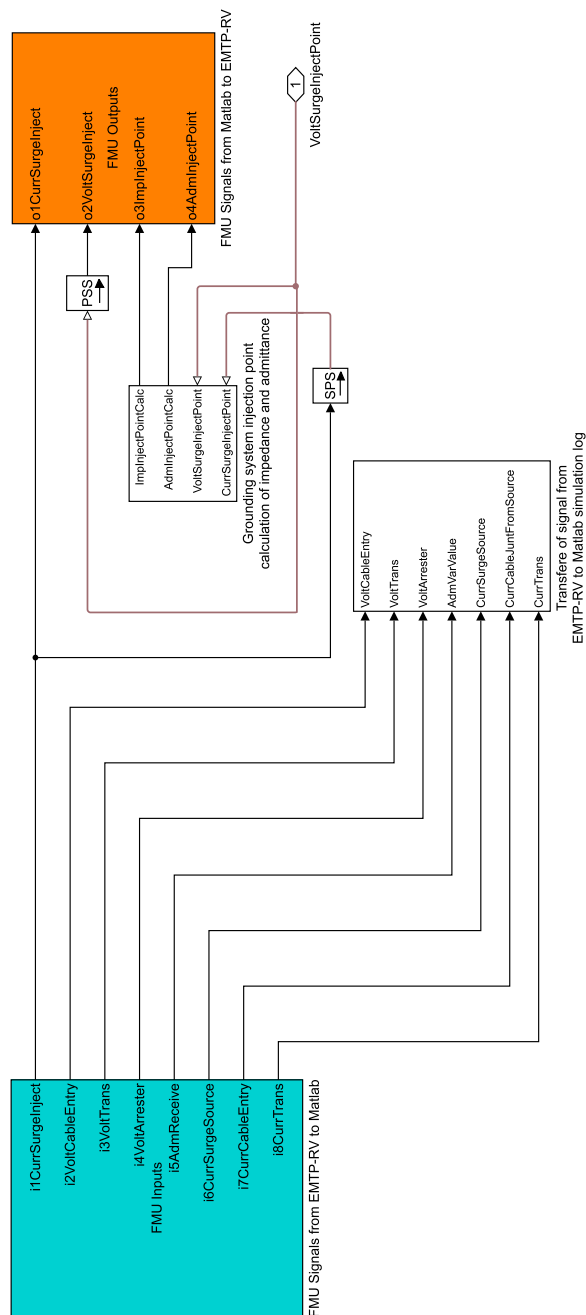 i1CurrSurgeInject
i2VoltCableEntry
i3VoltTrans
i4VoltArrester
FMU Inputs
i5AdmReceive
i6CurrSurgeSource
i7CurrCableEntry
i8CurrTrans
FMU Signals from EMTP-RV to Matlab
VoltCableEntry
VoltTrans
VoltArrester
AdmVarValue
CurrSurgeSource
CurrCableJuntFromSource
CurrTrans
Transfere of signal from
EMTP-RV to Matlab simulation log
SPS
ImpInjectPointCalc
AdmInjectPointCalc
VoltSurgeInjectPoint
CurrSurgeInjectPoint
Grounding system injection point
calculation of impedance and admittance
PSS
o1CurrSurgeInject
o2VoltSurgeInject
FMU Outputs
o3ImpInjectPoint
o4AdmInjectPoint
FMU Signals from Matlab to EMTP-RV
1
VoltSurgeInjectPoint